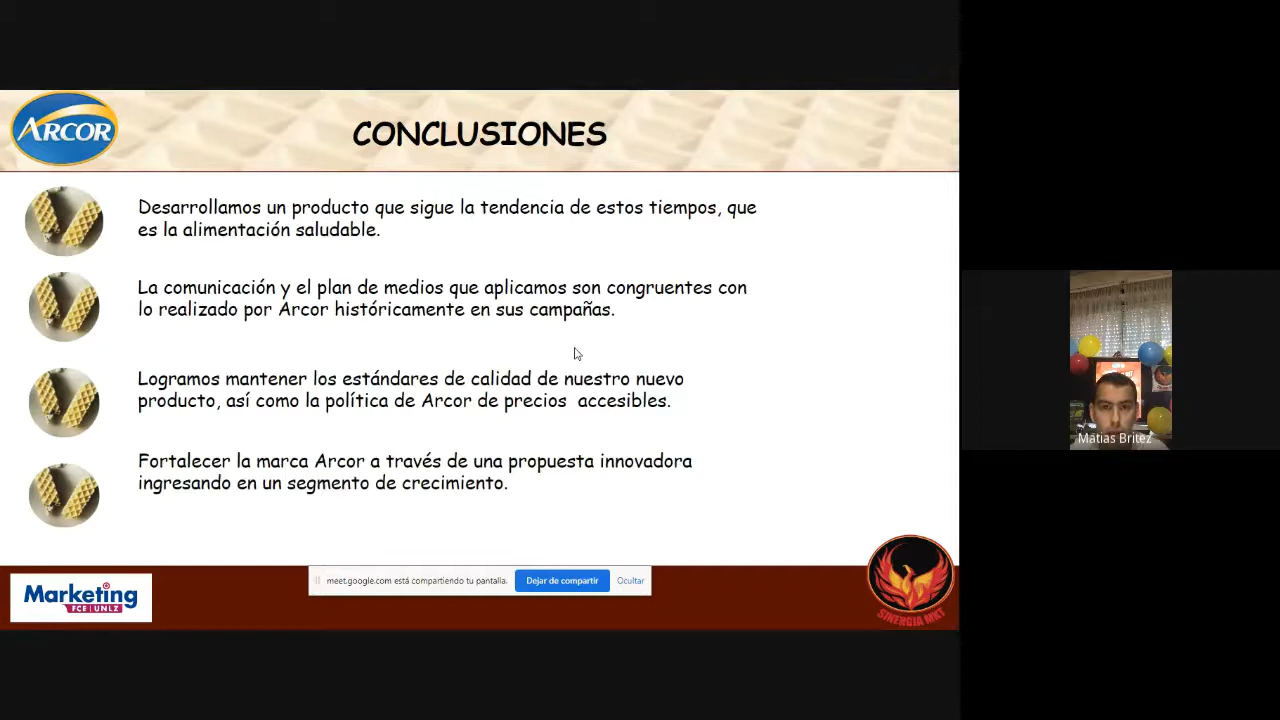 ARCOR
CONCLUSIONES
Desarrollamos un producto que sigue la tendencia de estos tiempos, que
es la alimentación saludable.
La comunicación y el plan de medios que aplicamos son congruentes con
lo realizado por Arcor históricamente en sus campañas.
Logramos mantener los estándares de calidad de nuestro nuevo
producto, así como la política de Arcor de precios  accesibles.
Fortalecer la marca Arcor a través de una propuesta innovadora
ingresando en un segmento de crecimiento.
Matias Britez
meet.google.com está compartiendo tu pantalla.
Dejar de compartir
Ocultar
Marketing
FCE | UNLZ
SINERGIA MKT